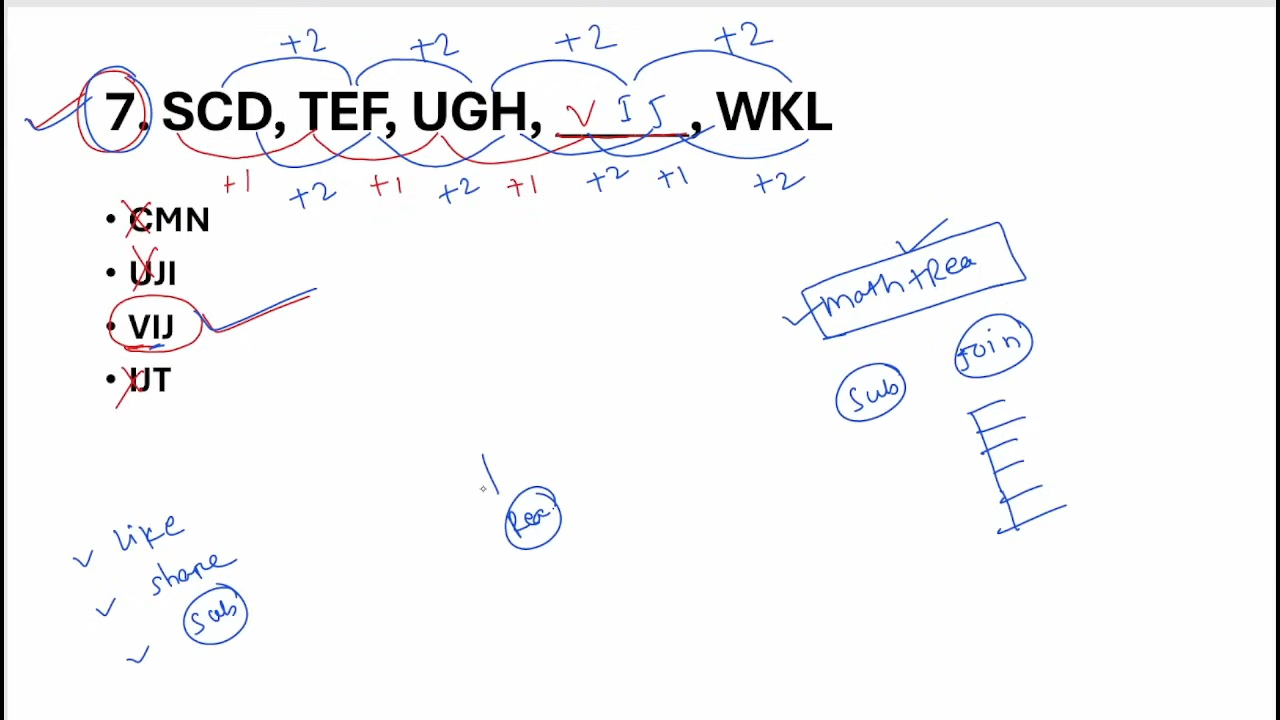 +2 +2 +2 +2
7. SCD, TEF, UGH, V I J, WKL
+1 +2 +1 +2 +1 +2 +1 +2
• CMN
• UJI
• VIJ
• IJT
Math + Rea
Join
Sub
Rea
like
share
Sub